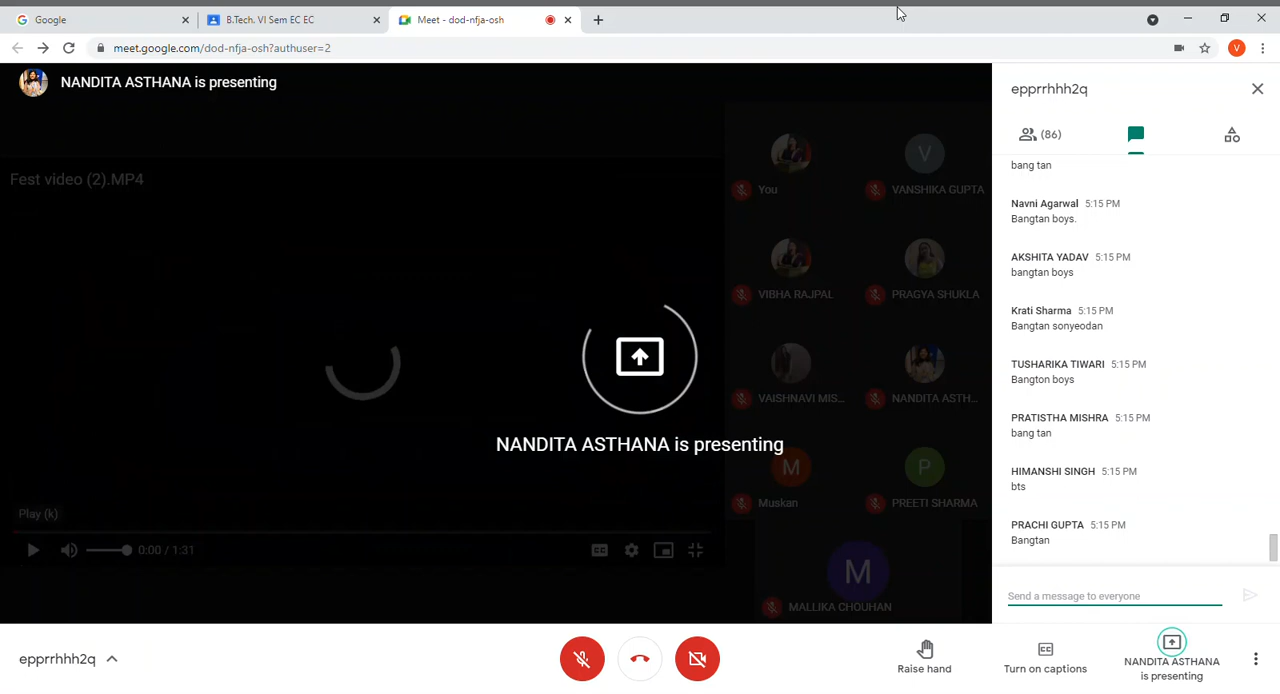 Google
B.Tech. VI Sem EC EC
Meet - dod-nfja-osh
meet.google.com/dod-nfja-osh?authuser=2
V
NANDITA ASTHANA is presenting
Fest video (2).MP4
NANDITA ASTHANA is presenting
Play (k)
0:00 / 1:31
You
V
VANSHIKA GUPTA
VIBHA RAJPAL
PRAGYA SHUKLA
VAISHNAVI MIS...
NANDITA ASTH...
M
Muskan
P
PREETI SHARMA
M
MALLIKA CHOUHAN
epprrhhh2q
(86)
bang tan
Navni Agarwal 5:15 PM
Bangtan boys.
AKSHITA YADAV 5:15 PM
bangtan boys
Krati Sharma 5:15 PM
Bangtan sonyeodan
TUSHARIKA TIWARI 5:15 PM
Bangton boys
PRATISTHA MISHRA 5:15 PM
bang tan
HIMANSHI SINGH 5:15 PM
bts
PRACHI GUPTA 5:15 PM
Bangtan
Send a message to everyone
epprrhhh2q
Raise hand
Turn on captions
NANDITA ASTHANA
is presenting